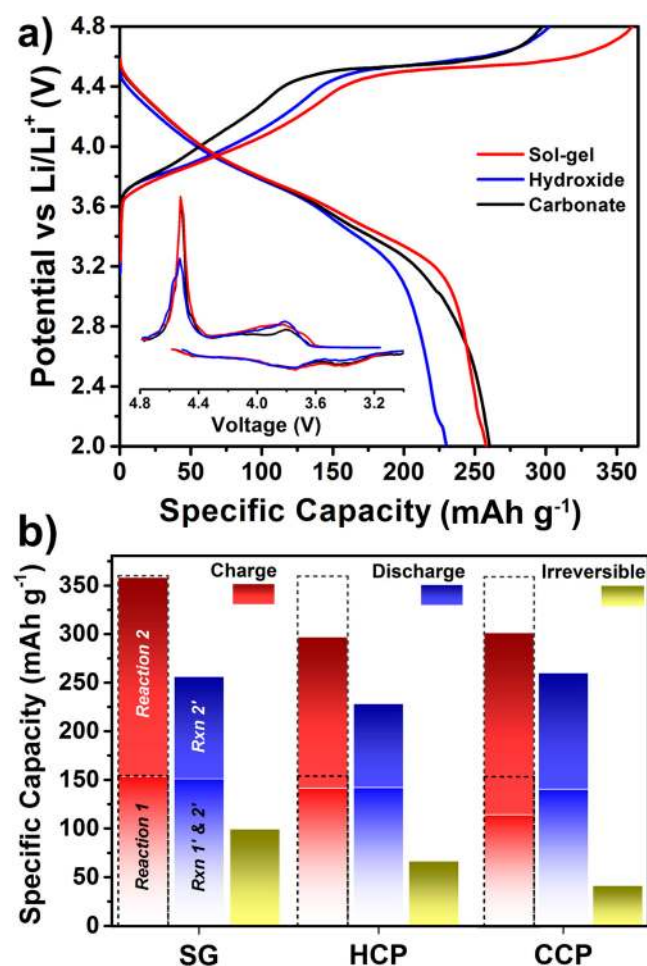 a)
Potential vs Li/Li⁺ (V)
4.8
4.4
4.0
3.6
3.2
2.8
2.4
2.0
Sol-gel
Hydroxide
Carbonate
4.8 4.4 4.0 3.6 3.2
Voltage (V)
0 50 100 150 200 250 300 350
Specific Capacity (mAh g⁻¹)
b)
Specific Capacity (mAh g⁻¹)
Charge Discharge Irreversible
350
300
250
200
150
100
50
0
Reaction 2
Rxn 2'
Reaction 1
Rxn 1' & 2'
SG HCP CCP